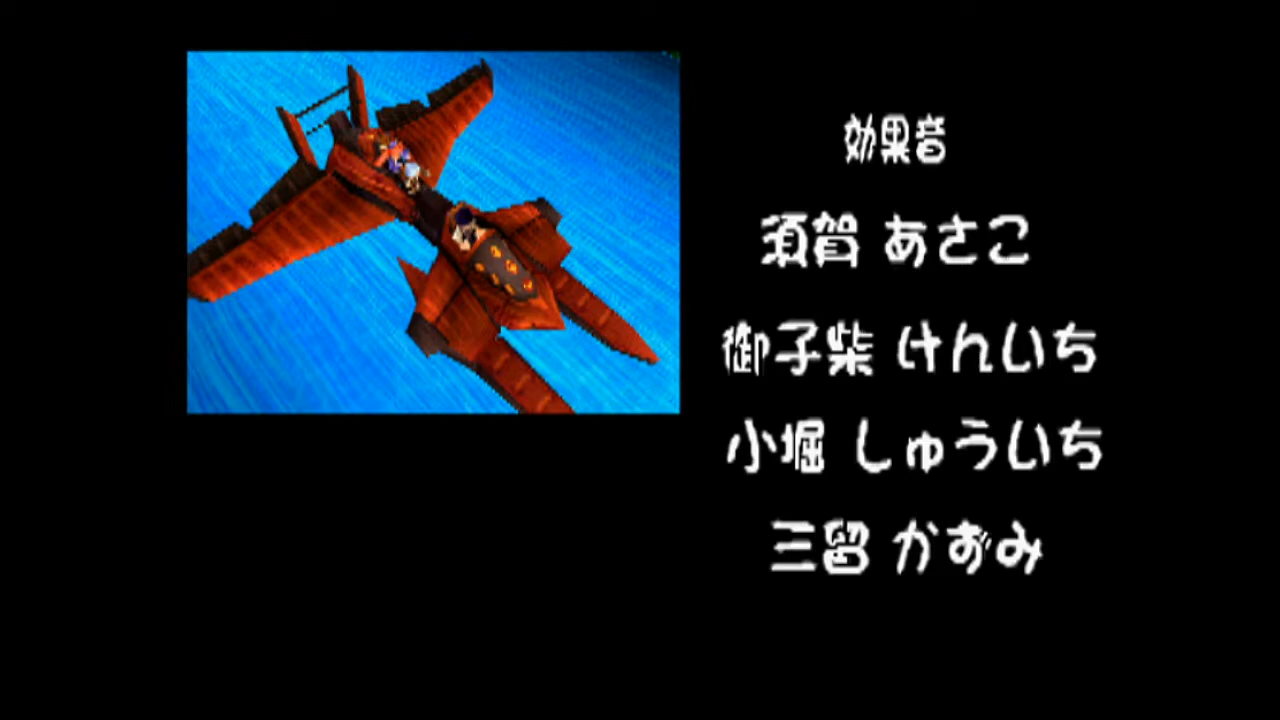 効果音
須賀 あさこ
御子柴 けんいち
小堀 しゅういち
三留 かずみ